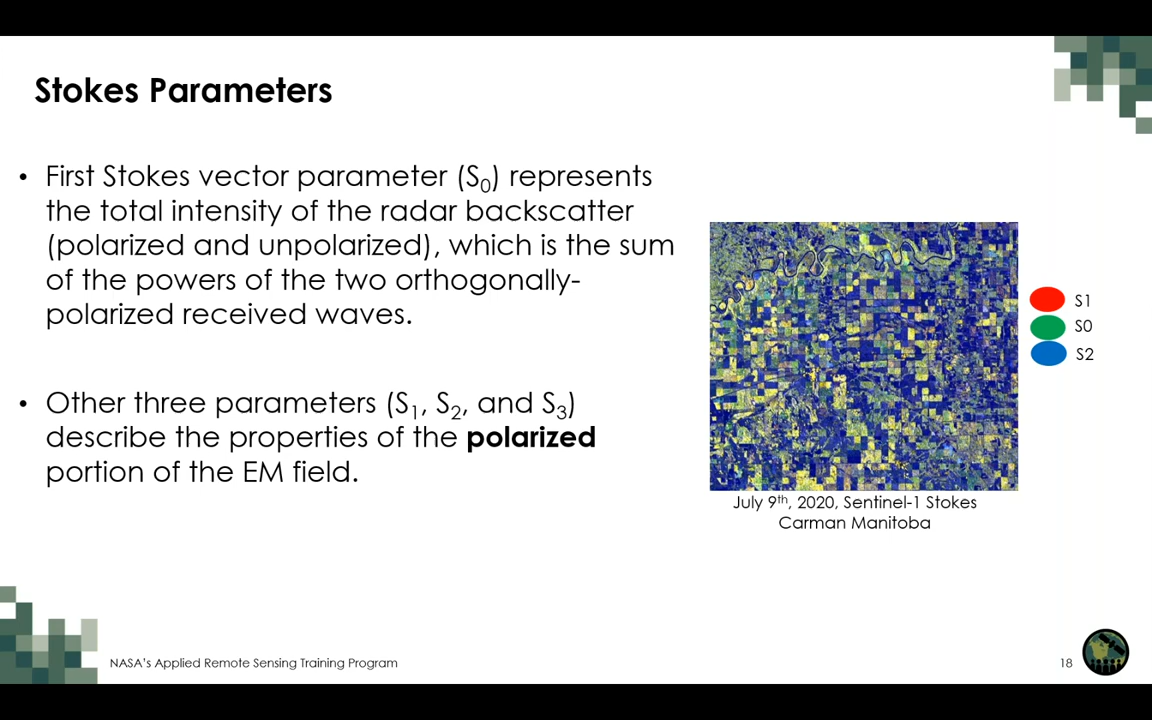 Stokes Parameters
• First Stokes vector parameter (S₀) represents
the total intensity of the radar backscatter
(polarized and unpolarized), which is the sum
of the powers of the two orthogonally-
polarized received waves.
• Other three parameters (S₁, S₂, and S₃)
describe the properties of the polarized
portion of the EM field.
S1
S0
S2
July 9ᵗʰ, 2020, Sentinel-1 Stokes
Carman Manitoba
NASA's Applied Remote Sensing Training Program
18